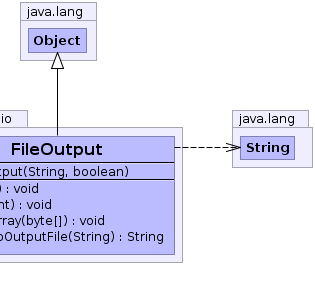 java.lang
Object
io
java.lang
FileOutput
String
put(String, boolean)
) : void
nt) : void
rray(byte[]) : void
oOutputFile(String) : String